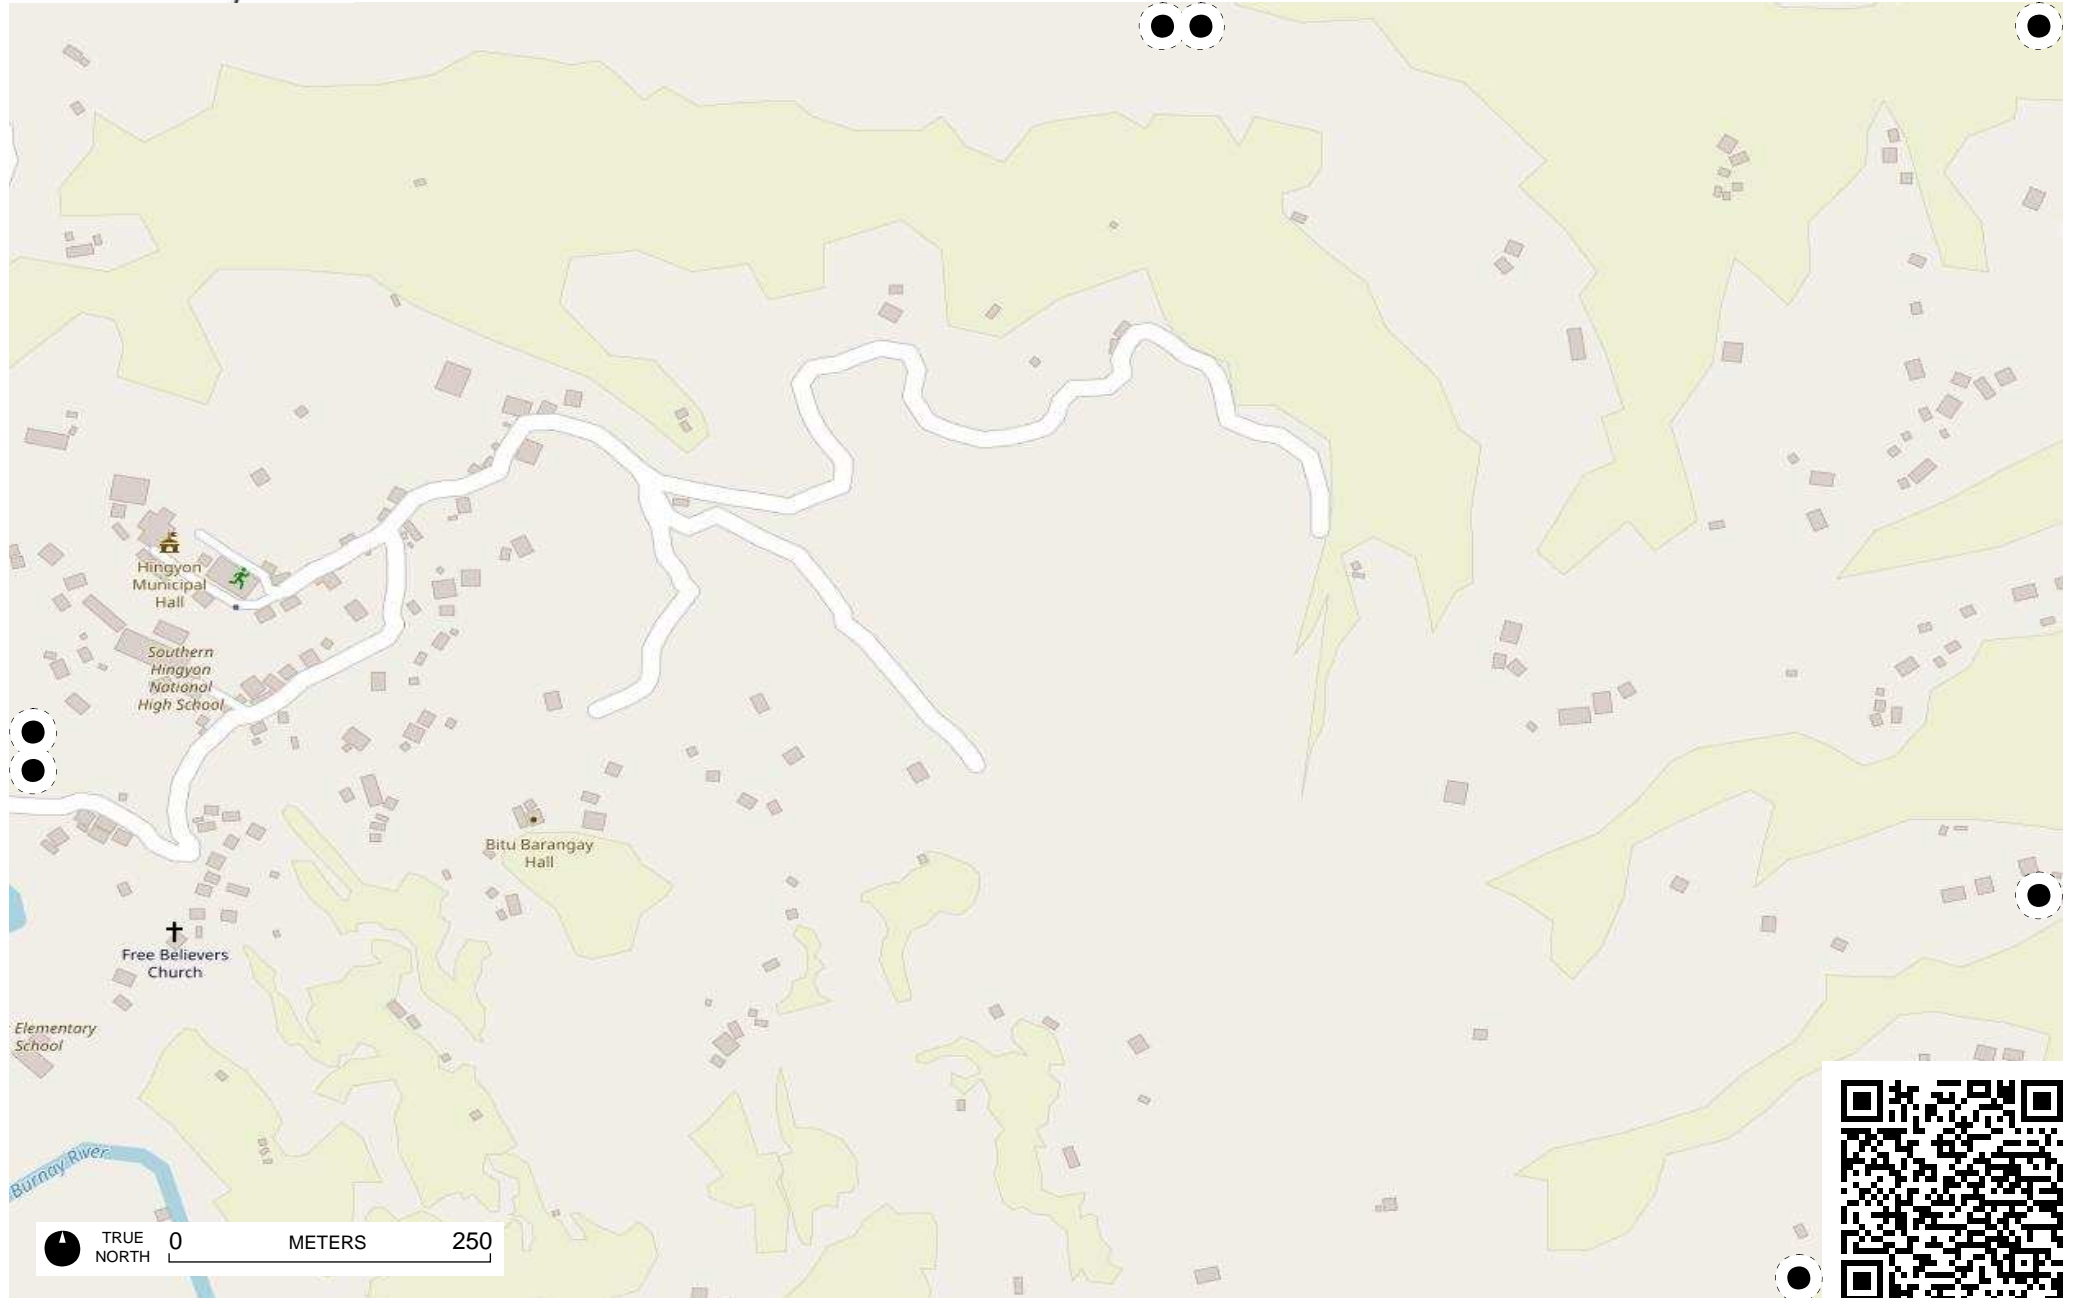 Hingyon
Municipal
Hall
Southern
Hingyon
National
High School
Bitu Barangay
Hall
Free Believers
Church
Elementary
School
Burnay River
TRUE
NORTH
0 METERS 250